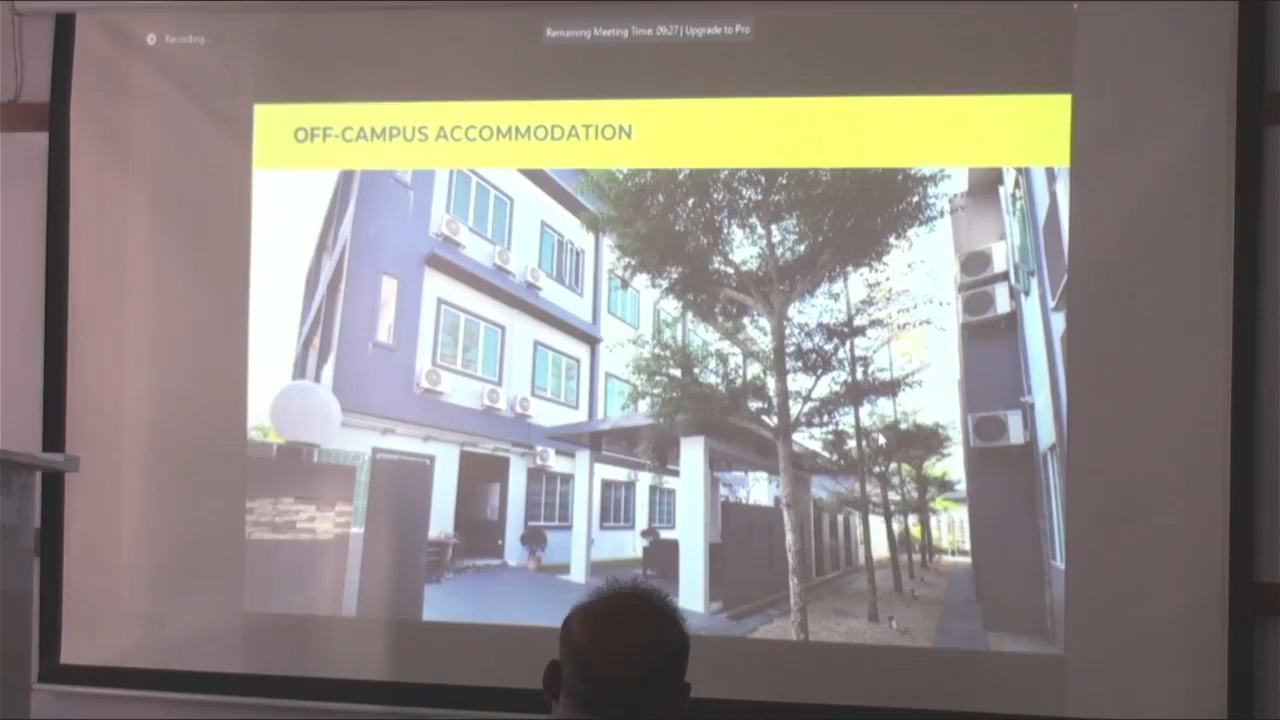 Recording...
Remaining Meeting Time: 09:27 | Upgrade to Pro
OFF-CAMPUS ACCOMMODATION